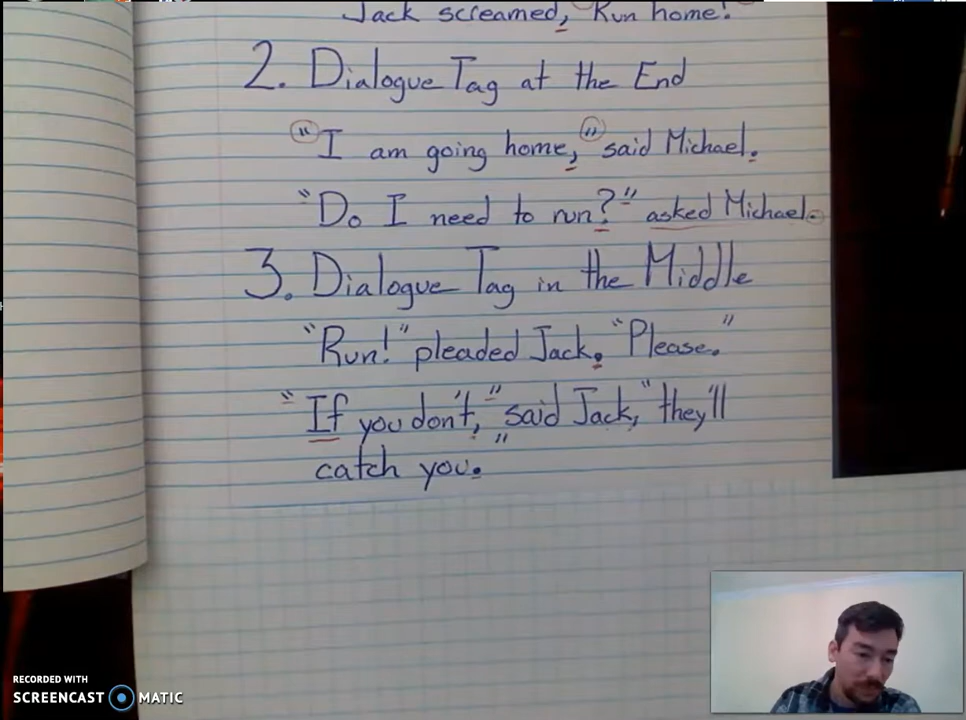 Jack screamed, "Run home!"
2. Dialogue Tag at the End
"I am going home," said Michael.
"Do I need to run?" asked Michael.
3. Dialogue Tag in the Middle
"Run!" pleaded Jack. "Please."
"If you don't," said Jack, "they'll
catch you."
RECORDED WITH
SCREENCAST MATIC